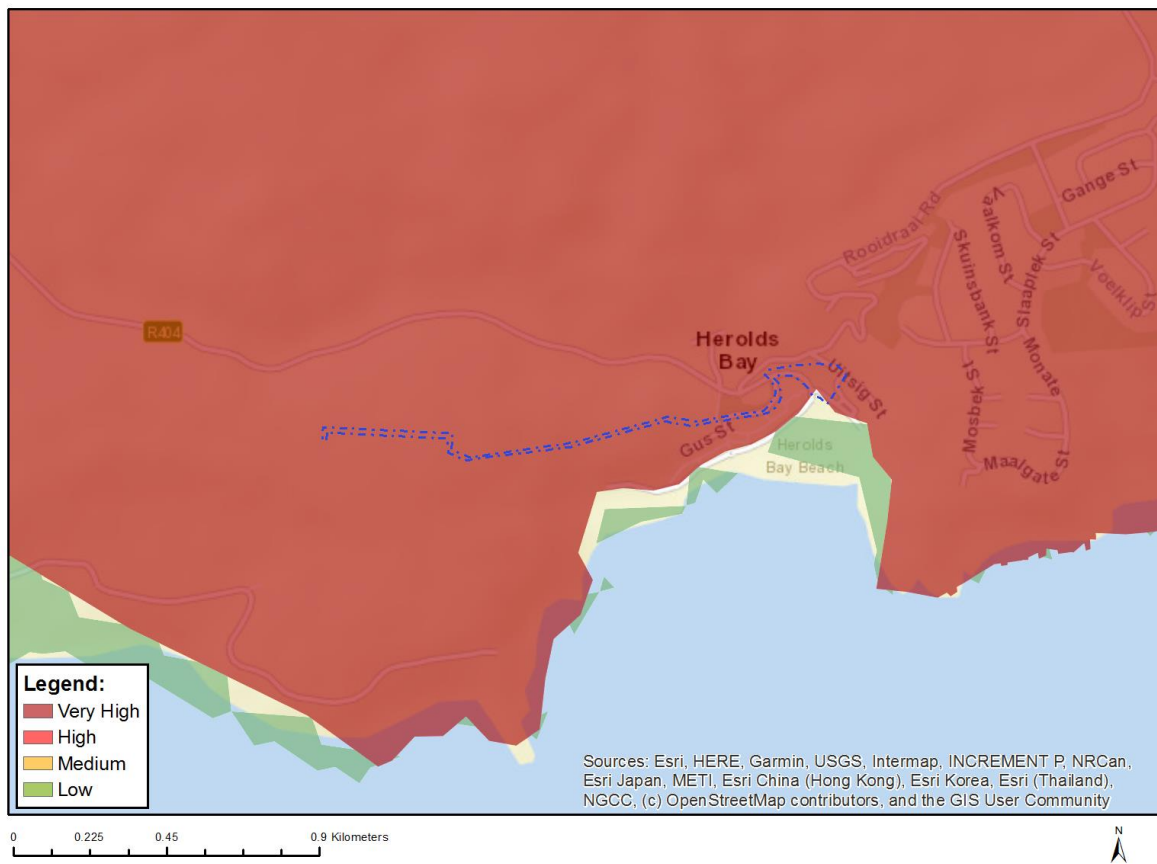 Gange St
Vaalkom St
Rooidraai Rd
Skuinsbank St
Slaaplek St
Voelklip St
R404
Herolds
Bay
Uitsig St
Monate
Mosbek St
Gus St
Herolds
Bay Beach
Maalgate St
Legend:
Very High
High
Medium
Low
Sources: Esri, HERE, Garmin, USGS, Intermap, INCREMENT P, NRCan,
Esri Japan, METI, Esri China (Hong Kong), Esri Korea, Esri (Thailand),
NGCC, (c) OpenStreetMap contributors, and the GIS User Community
0 0.225 0.45 0.9 Kilometers
N